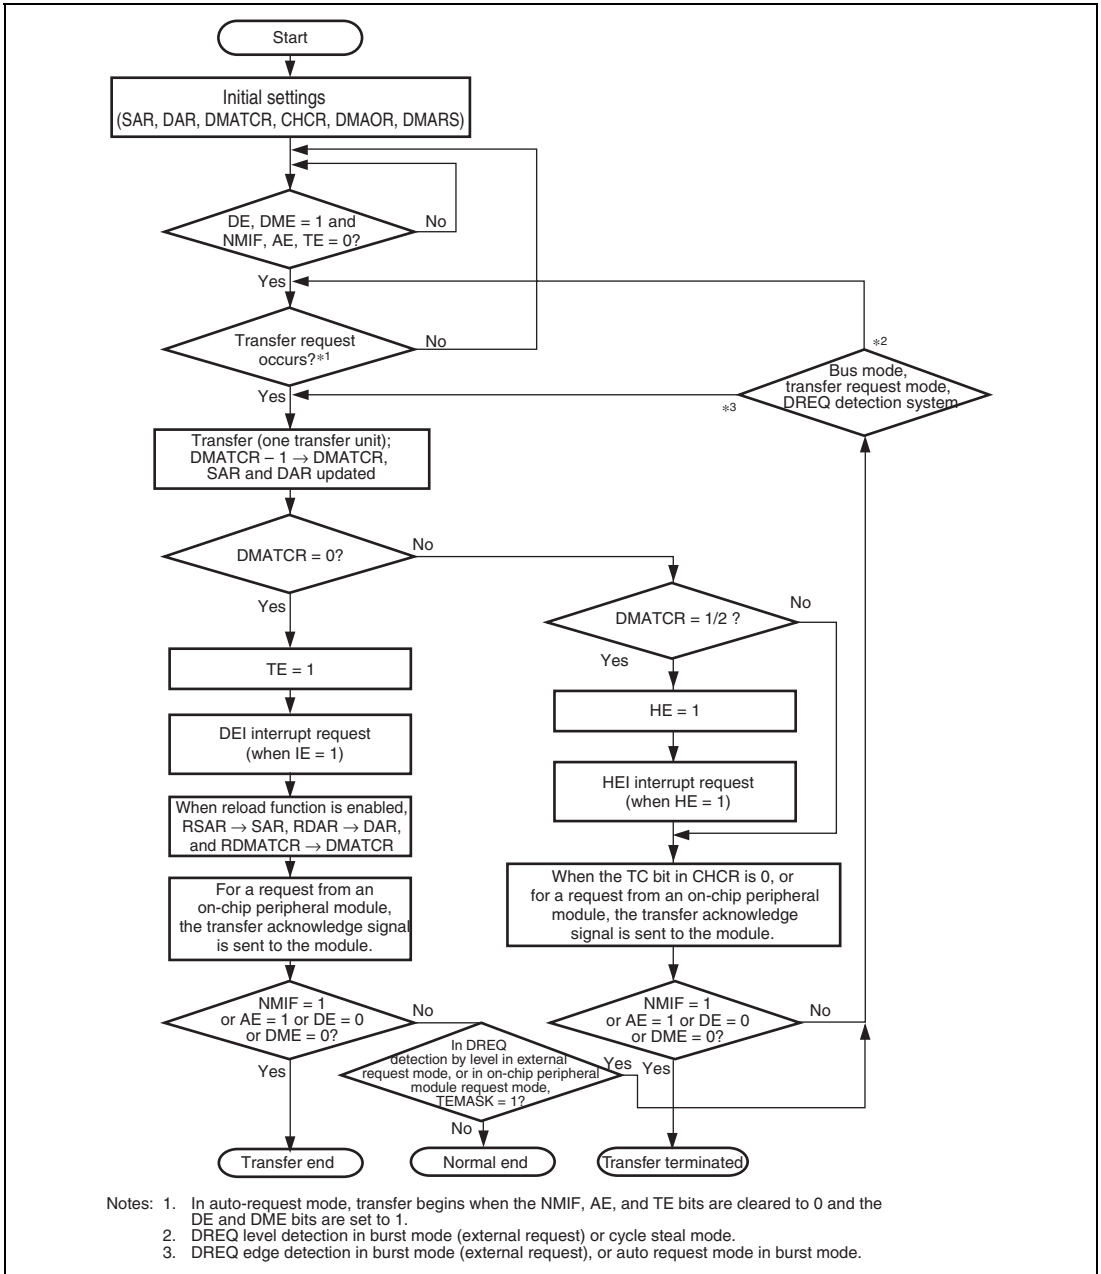 Start
Initial settings
(SAR, DAR, DMATCR, CHCR, DMAOR, DMARS)
DE, DME = 1 and
NMIF, AE, TE = 0?
No
Yes
Transfer request
occurs?*1
No
Yes
*2
Bus mode,
transfer request mode,
DREQ detection system
*3
Transfer (one transfer unit);
DMATCR – 1 → DMATCR,
SAR and DAR updated
DMATCR = 0?
No
Yes
DMATCR = 1/2 ?
No
Yes
TE = 1
HE = 1
DEI interrupt request
(when IE = 1)
HEI interrupt request
(when HE = 1)
When reload function is enabled,
RSAR → SAR, RDAR → DAR,
and RDMATCR → DMATCR
For a request from an
on-chip peripheral module,
the transfer acknowledge signal
is sent to the module.
When the TC bit in CHCR is 0, or
for a request from an on-chip peripheral
module, the transfer acknowledge
signal is sent to the module.
NMIF = 1
or AE = 1 or DE = 0
or DME = 0?
No
Yes
In DREQ
detection by level in external
request mode, or in on-chip peripheral
module request mode,
TEMASK = 1?
Yes
No
NMIF = 1
or AE = 1 or DE = 0
or DME = 0?
No
Yes
Transfer end
Normal end
Transfer terminated
Notes: 1. In auto-request mode, transfer begins when the NMIF, AE, and TE bits are cleared to 0 and the
DE and DME bits are set to 1.
2. DREQ level detection in burst mode (external request) or cycle steal mode.
3. DREQ edge detection in burst mode (external request), or auto request mode in burst mode.